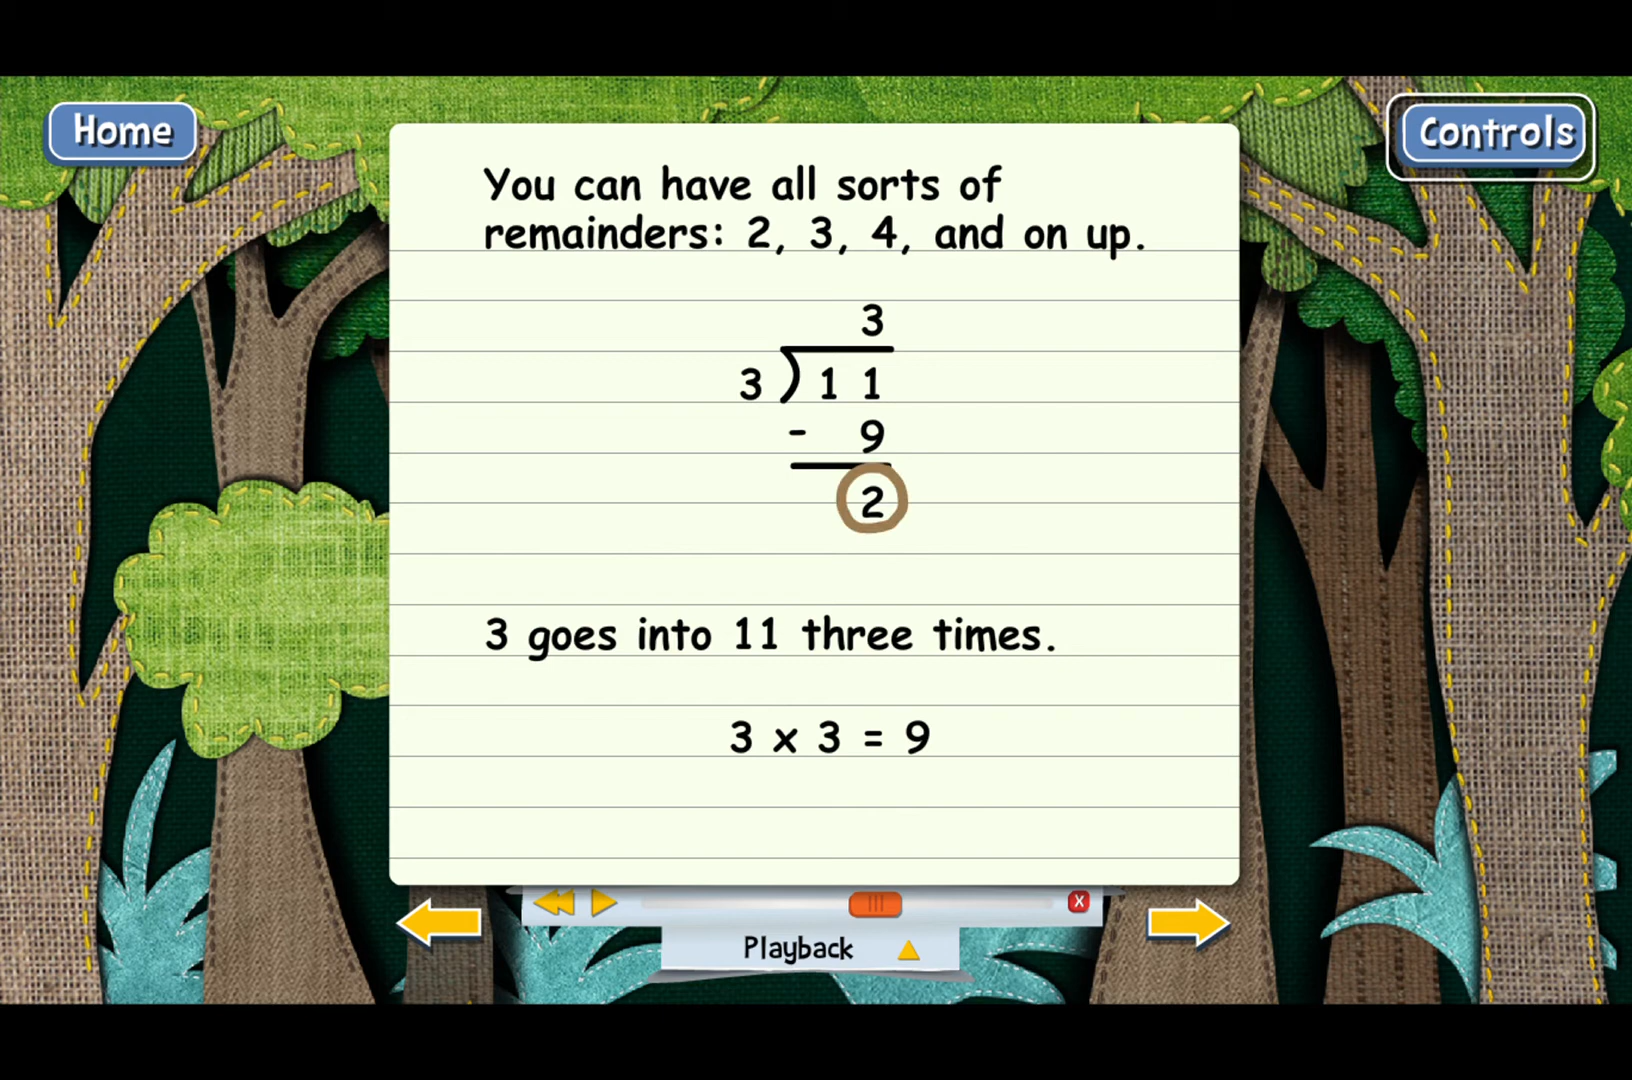 Home
Controls
You can have all sorts of
remainders: 2, 3, 4, and on up.
3
3 ) 1 1
- 9
2
3 goes into 11 three times.
3 x 3 = 9
X
Playback